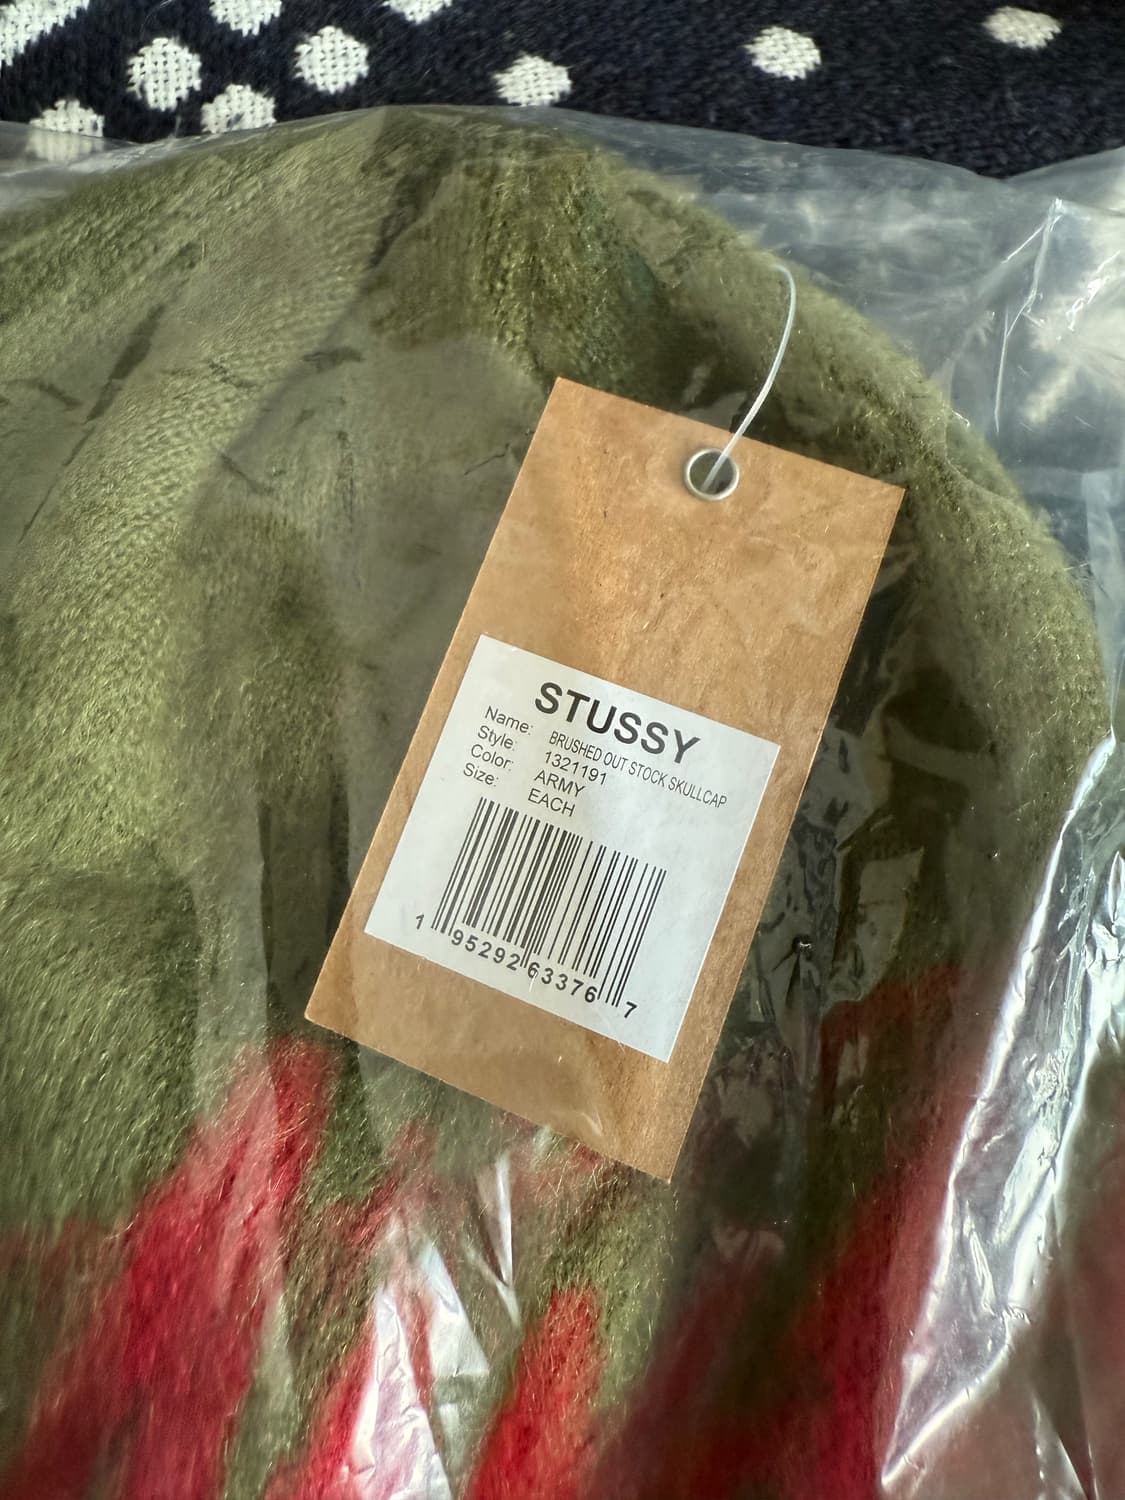 STUSSY
Name: BRUSHED OUT STOCK SKULLCAP
Style: 1321191
Color: ARMY
Size: EACH
1 95292 63376 7